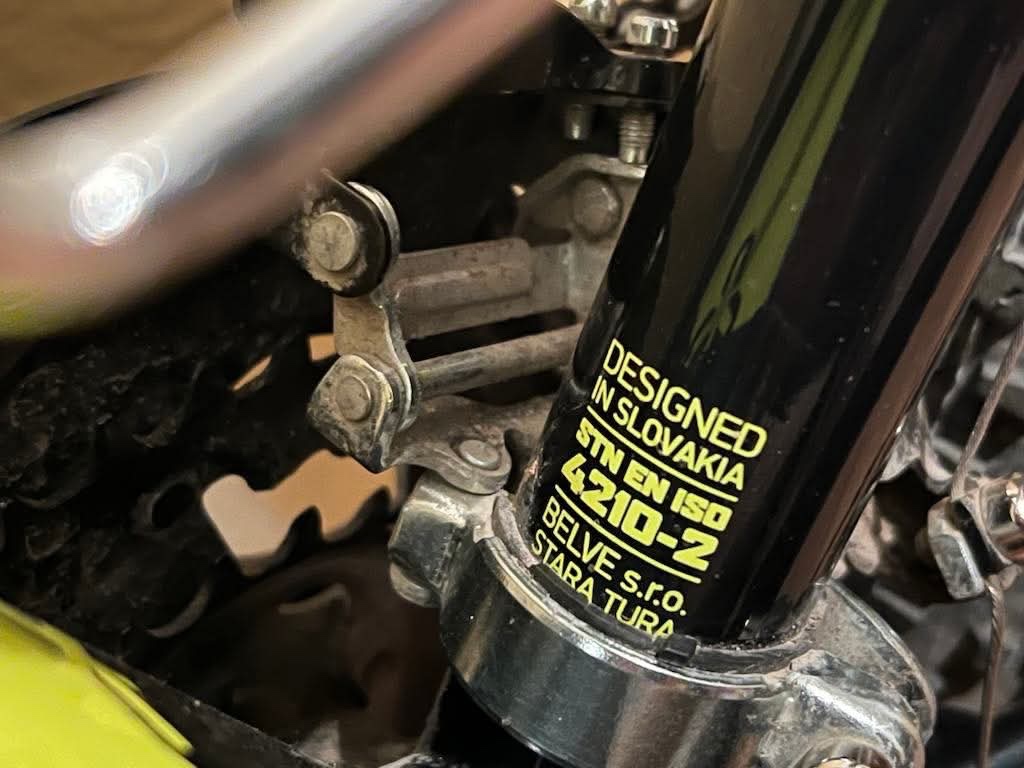 DESIGNED
IN SLOVAKIA
STN EN ISO
4210-2
BELVE s.r.o.
STARA TURA